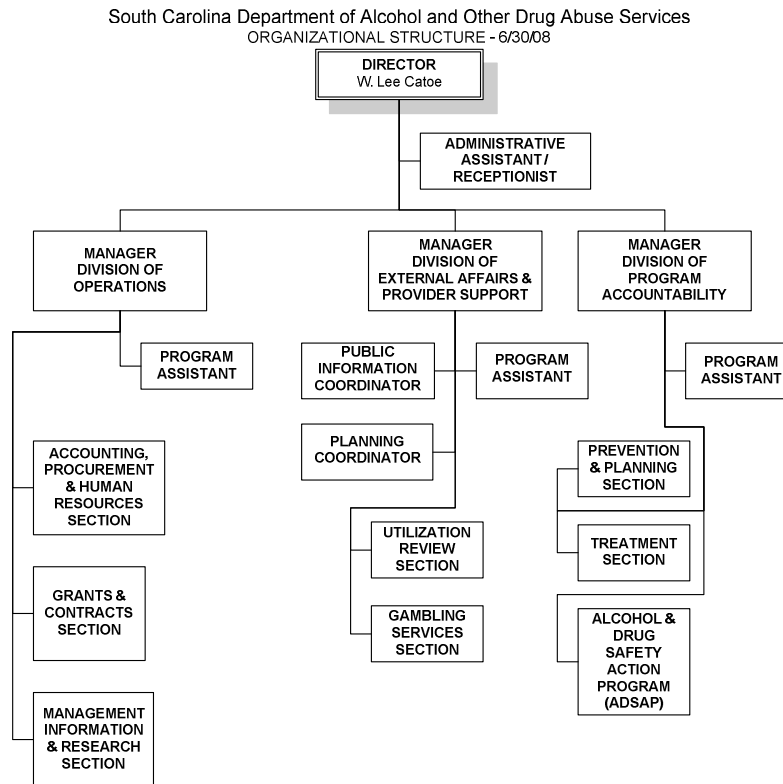 South Carolina Department of Alcohol and Other Drug Abuse Services
ORGANIZATIONAL STRUCTURE - 6/30/08
DIRECTOR
W. Lee Catoe
ADMINISTRATIVE
ASSISTANT /
RECEPTIONIST
MANAGER
DIVISION OF
OPERATIONS
MANAGER
DIVISION OF
EXTERNAL AFFAIRS &
PROVIDER SUPPORT
MANAGER
DIVISION OF
PROGRAM
ACCOUNTABILITY
PROGRAM
ASSISTANT
PUBLIC
INFORMATION
COORDINATOR
PROGRAM
ASSISTANT
PROGRAM
ASSISTANT
PLANNING
COORDINATOR
ACCOUNTING,
PROCUREMENT
& HUMAN
RESOURCES
SECTION
PREVENTION
& PLANNING
SECTION
UTILIZATION
REVIEW
SECTION
TREATMENT
SECTION
GRANTS &
CONTRACTS
SECTION
GAMBLING
SERVICES
SECTION
ALCOHOL &
DRUG
SAFETY
ACTION
PROGRAM
(ADSAP)
MANAGEMENT
INFORMATION
& RESEARCH
SECTION